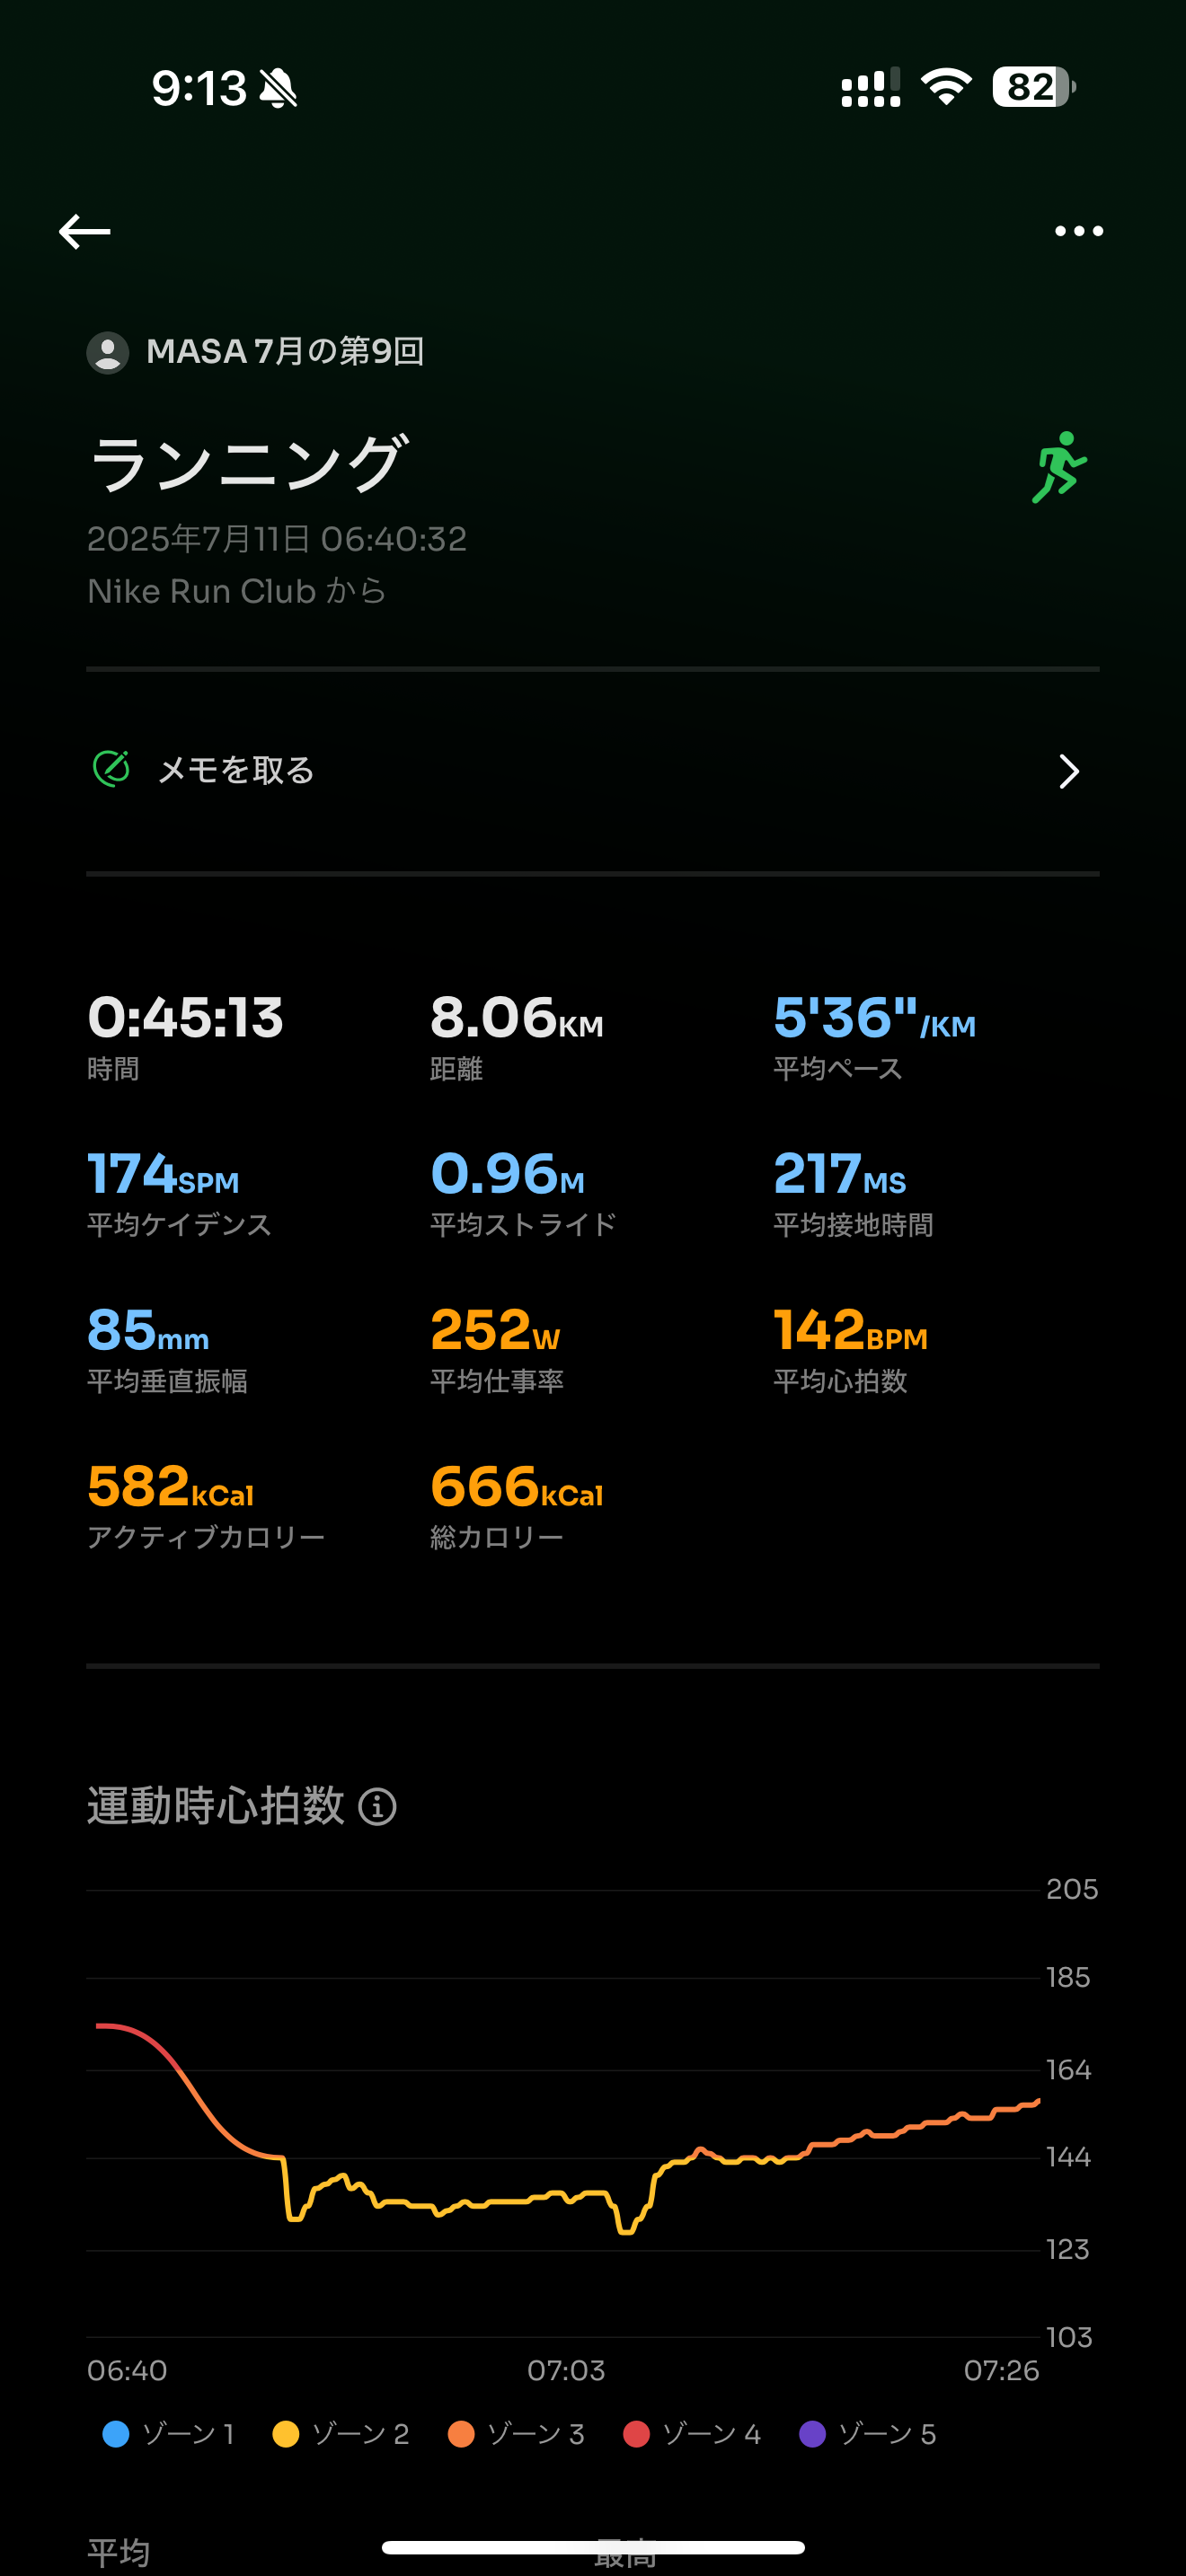 9:13
82
MASA 7月の第9回
ランニング
2025年7月11日 06:40:32
Nike Run Club から
メモを取る
0:45:13 8.06KM 5'36"/KM
時間 距離 平均ペース
174SPM 0.96M 217MS
平均ケイデンス 平均ストライド 平均接地時間
85mm 252W 142BPM
平均垂直振幅 平均仕事率 平均心拍数
582kCal 666kCal
アクティブカロリー 総カロリー
運動時心拍数
205
185
164
144
123
103
06:40 07:03 07:26
ゾーン 1 ゾーン 2 ゾーン 3 ゾーン 4 ゾーン 5
平均 最高